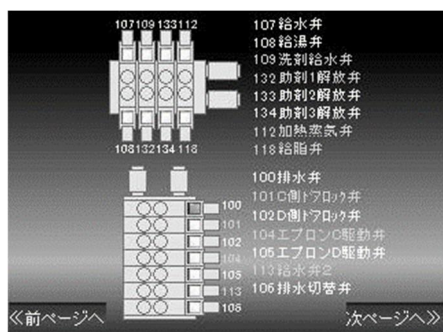 107109 133112
108132 134 118
107給水弁
108給湯弁
109洗剤給水弁
132助剤1解放弁
133助剤2解放弁
134助剤3解放弁
112加熱蒸気弁
118給脂弁
100
101
102
104
105
113
106
100排水弁
101C側ドアロック弁
102D側ドアロック弁
104エプロンC駆動弁
105エプロンD駆動弁
113給水弁2
106排水切替弁
≪前ページへ
次ページへ≫